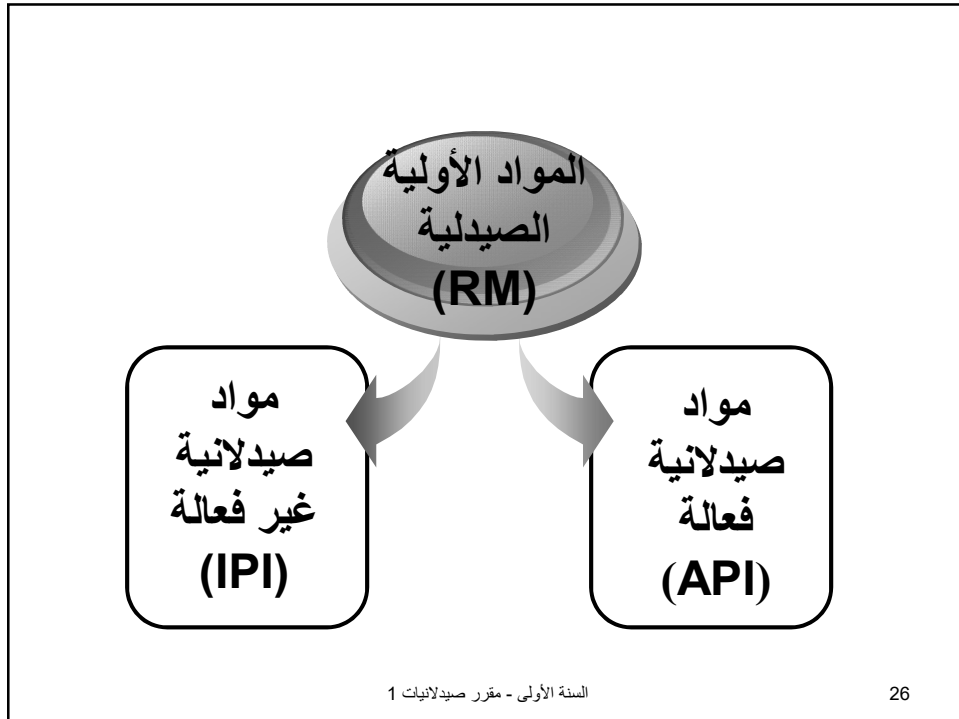 المواد الأولية
الصيدلية
(RM)
مواد
صيدلانية
فعالة
(API)
مواد
صيدلانية
غير فعالة
(IPI)
السنة الأولى - مقرر صيدلانيات 1
26